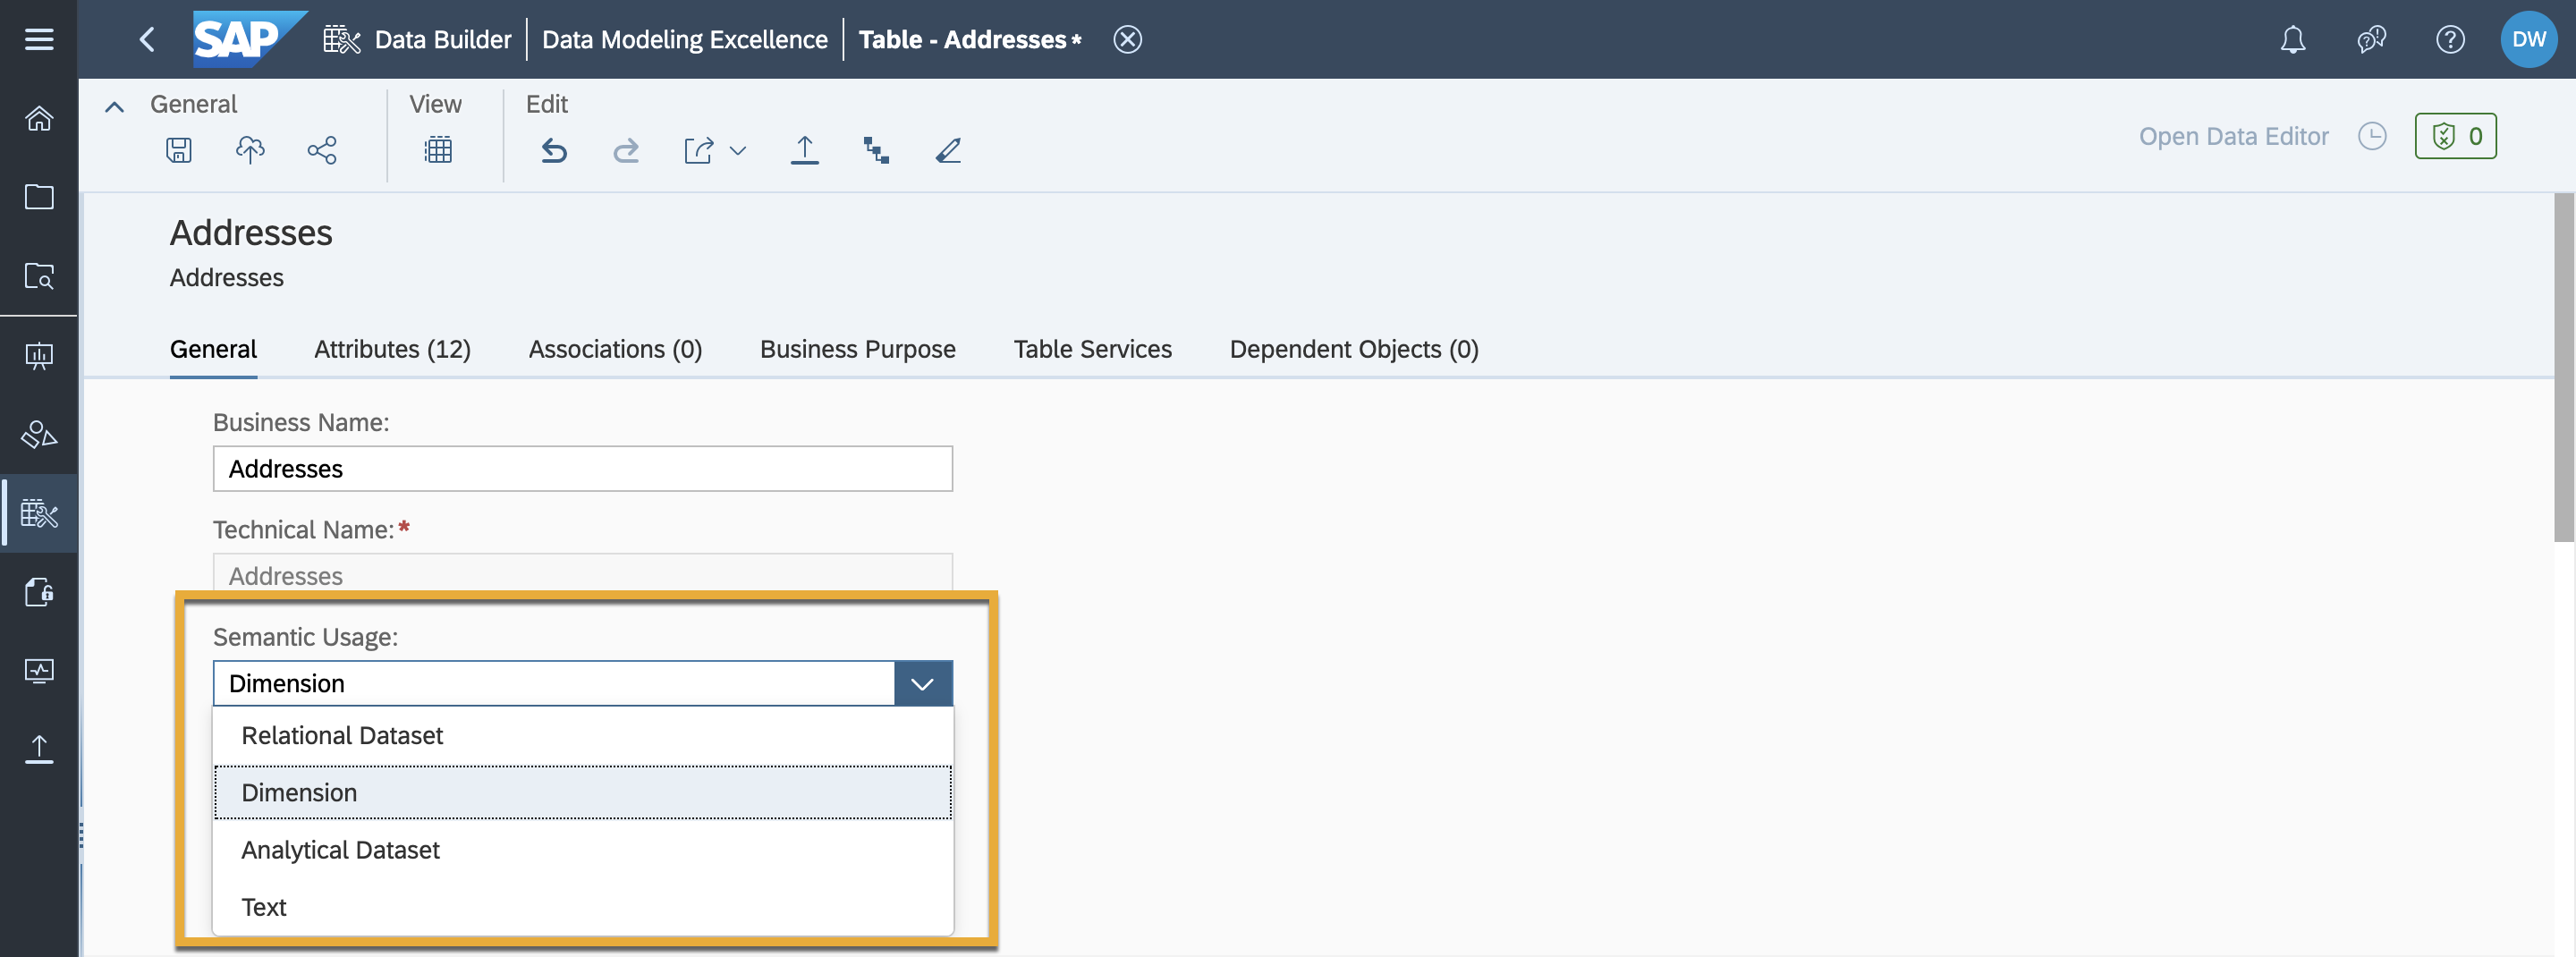 SAP Data Builder Data Modeling Excellence Table - Addresses* DW
General View Edit
Open Data Editor 0
Addresses
Addresses
General Attributes (12) Associations (0) Business Purpose Table Services Dependent Objects (0)
Business Name:
Addresses
Technical Name:*
Addresses
Semantic Usage:
Dimension
Relational Dataset
Dimension
Analytical Dataset
Text